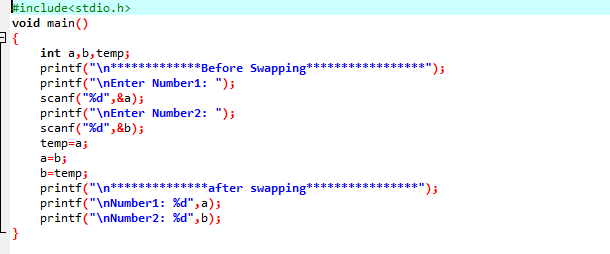 #include<stdio.h>
void main()
{
int a,b,temp;
printf("\n*************Before Swapping*****************");
printf("\nEnter Number1: ");
scanf("%d",&a);
printf("\nEnter Number2: ");
scanf("%d",&b);
temp=a;
a=b;
b=temp;
printf("\n**************after swapping****************");
printf("\nNumber1: %d",a);
printf("\nNumber2: %d",b);
}